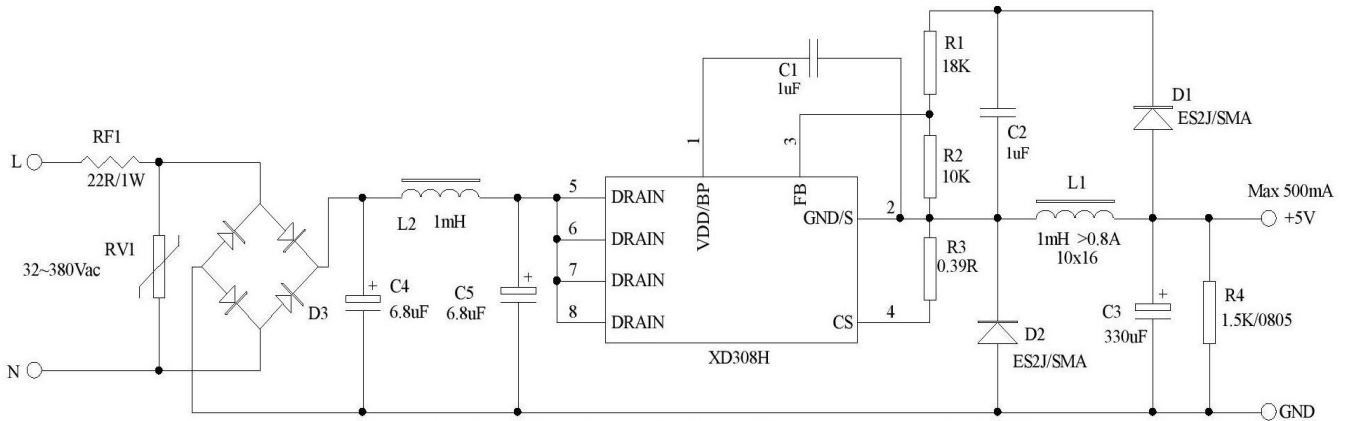 R1
18K
C1
1uF
D1
ES2J/SMA
RF1
22R/1W
L
1
3
C2
1uF
R2
10K
L1
Max 500mA
+5V
5
DRAIN
VDD/BP
FB
GND/S
2
L2
1mH
1mH >0.8A
10x16
6
DRAIN
RV1
32~380Vac
R3
0.39R
7
DRAIN
C4
6.8uF
+
C5
6.8uF
+
C3
330uF
+
R4
1.5K/0805
D3
8
DRAIN
CS
4
D2
ES2J/SMA
XD308H
N
GND